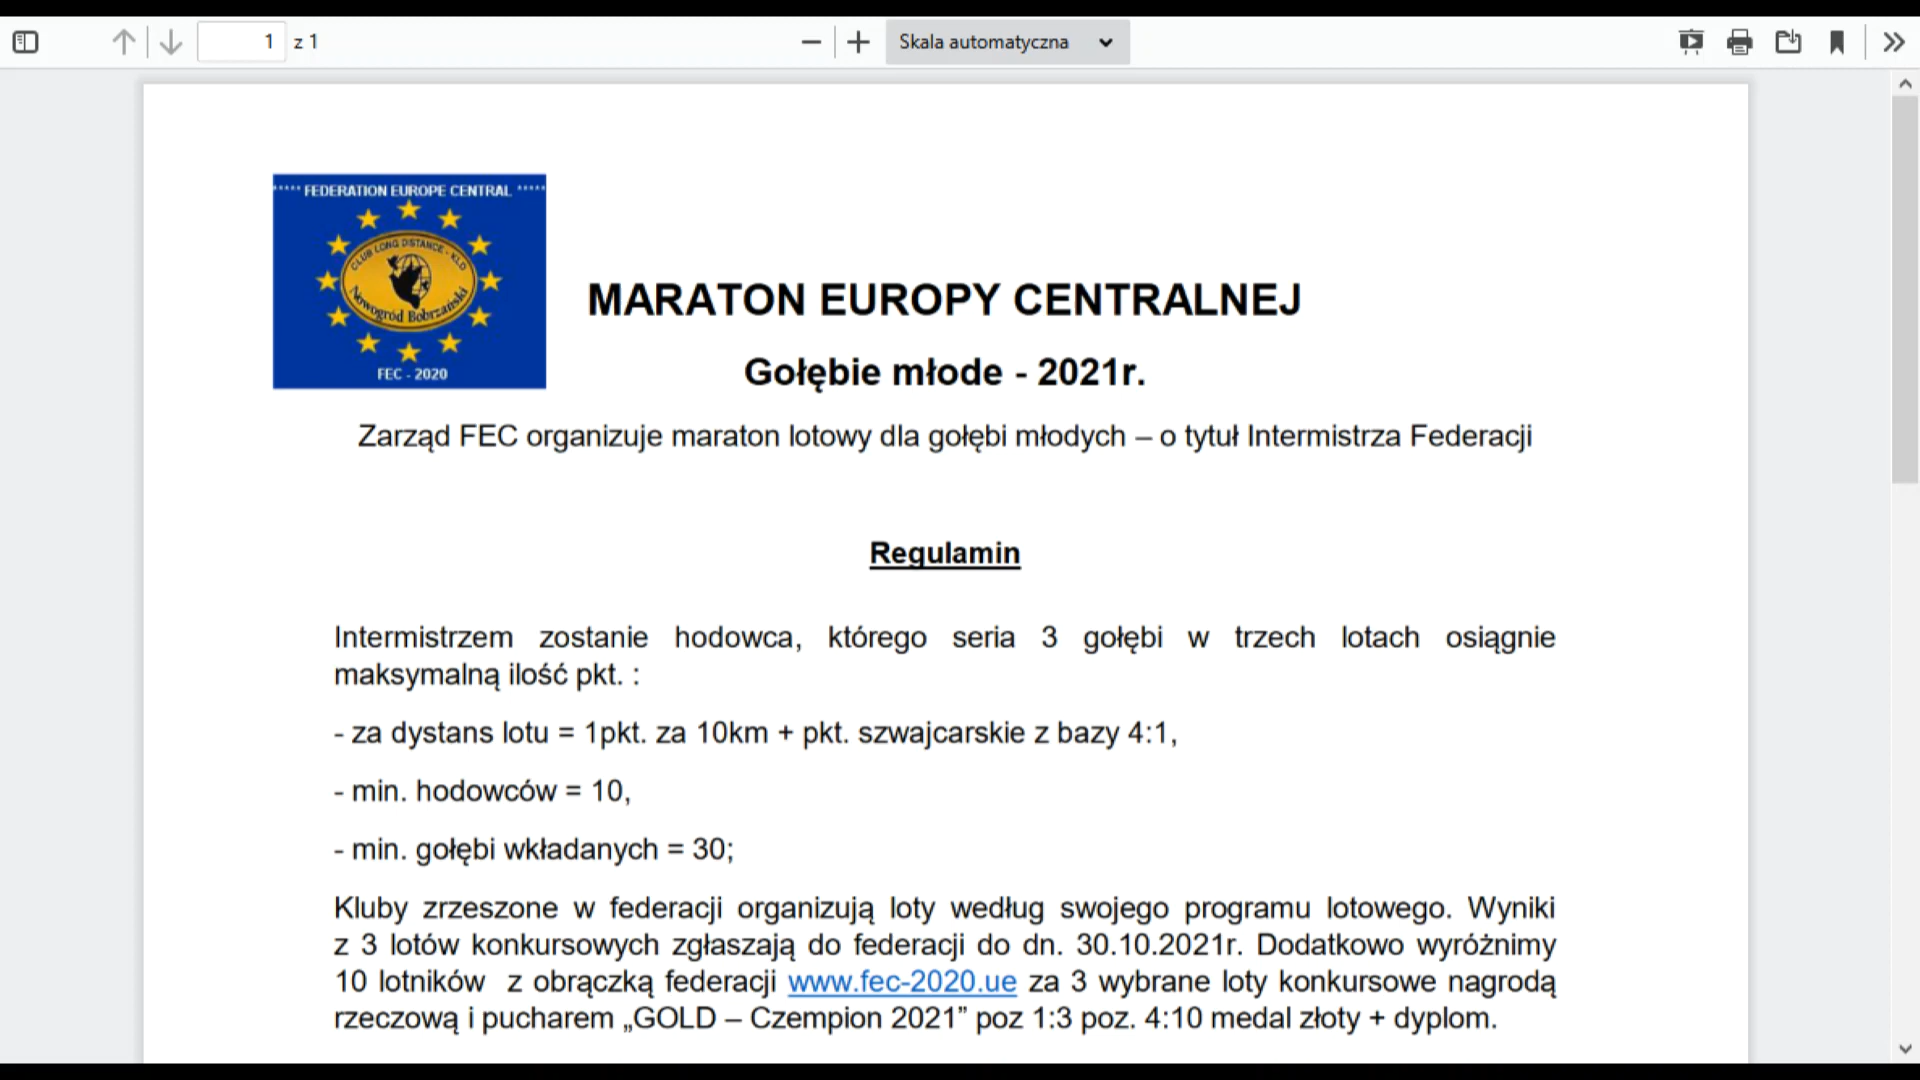 1 z 1
Skala automatyczna
***** FEDERATION EUROPE CENTRAL *****
CLUB LONG DISTANCE - KLD
Nowogród Bobrzański
FEC - 2020
MARATON EUROPY CENTRALNEJ
Gołębie młode - 2021r.
Zarząd FEC organizuje maraton lotowy dla gołębi młodych – o tytuł Intermistrza Federacji
Regulamin
Intermistrzem zostanie hodowca, którego seria 3 gołębi w trzech lotach osiągnie
maksymalną ilość pkt. :
- za dystans lotu = 1pkt. za 10km + pkt. szwajcarskie z bazy 4:1,
- min. hodowców = 10,
- min. gołębi wkładanych = 30;
Kluby zrzeszone w federacji organizują loty według swojego programu lotowego. Wyniki
z 3 lotów konkursowych zgłaszają do federacji do dn. 30.10.2021r. Dodatkowo wyróżnimy
10 lotników z obrączką federacji www.fec-2020.ue za 3 wybrane loty konkursowe nagrodą
rzeczową i pucharem „GOLD – Czempion 2021” poz 1:3 poz. 4:10 medal złoty + dyplom.